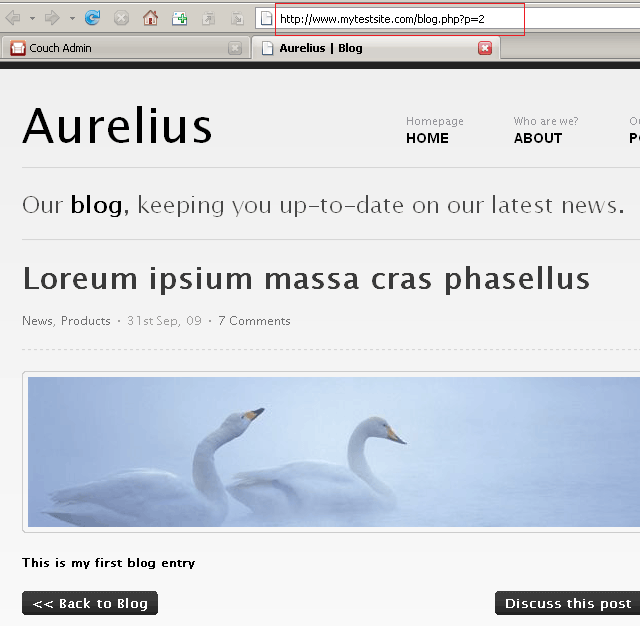 http://www.mytestsite.com/blog.php?p=2
Couch Admin
Aurelius | Blog
Aurelius
Homepage
HOME
Who are we?
ABOUT
Our blog, keeping you up-to-date on our latest news.
Loreum ipsium massa cras phasellus
News, Products • 31st Sep, 09 • 7 Comments
This is my first blog entry
<< Back to Blog
Discuss this post